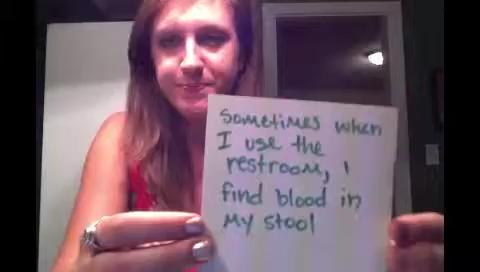 Sometimes when
I use the
restroom, I
find blood in
my stool